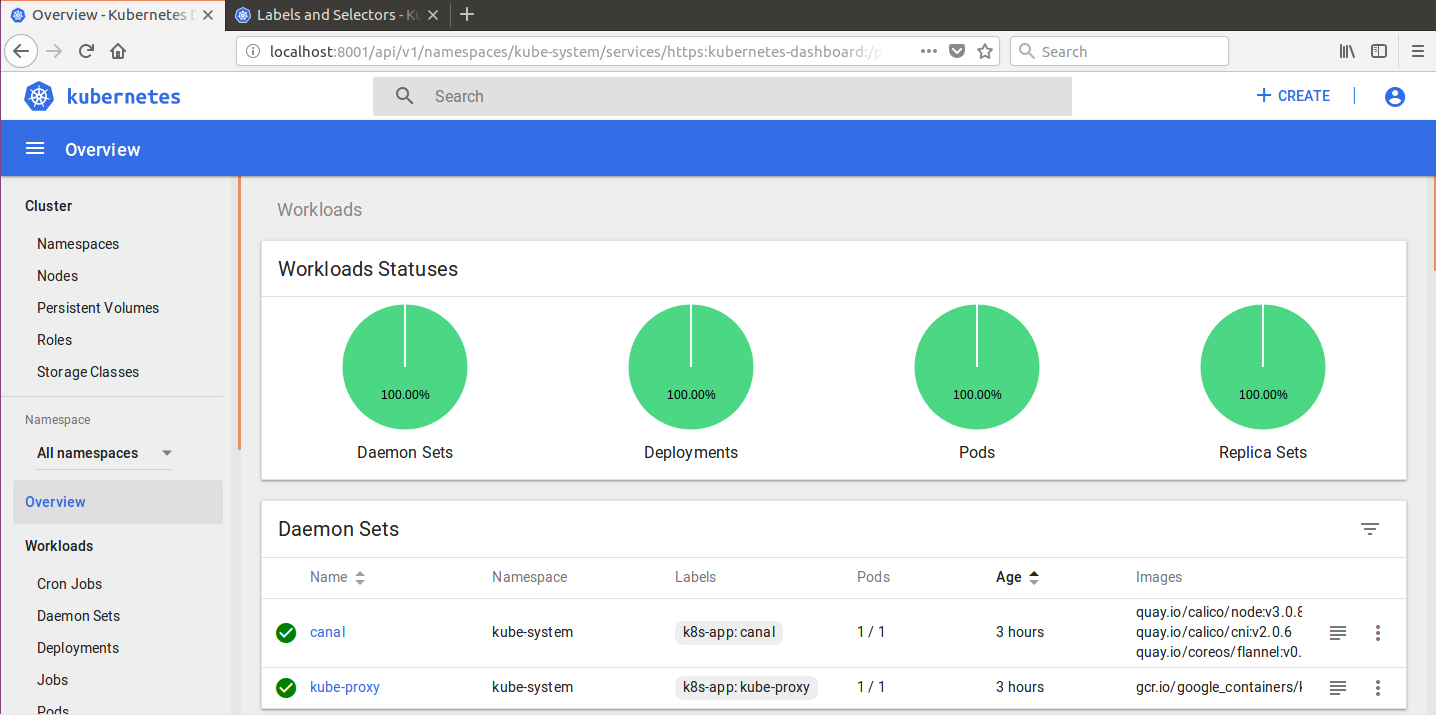 Overview - Kubernetes D
Labels and Selectors - Ku
localhost:8001/api/v1/namespaces/kube-system/services/https:kubernetes-dashboard:/p
Search
kubernetes
Search
CREATE
Overview
Cluster
Namespaces
Nodes
Persistent Volumes
Roles
Storage Classes
Namespace
All namespaces
Overview
Workloads
Cron Jobs
Daemon Sets
Deployments
Jobs
Pods
Workloads
Workloads Statuses
100.00% 100.00% 100.00% 100.00%
Daemon Sets Deployments Pods Replica Sets
Daemon Sets
Name Namespace Labels Pods Age Images
canal kube-system k8s-app: canal 1 / 1 3 hours quay.io/calico/node:v3.0.8
quay.io/calico/cni:v2.0.6
quay.io/coreos/flannel:v0.
kube-proxy kube-system k8s-app: kube-proxy 1 / 1 3 hours gcr.io/google_containers/